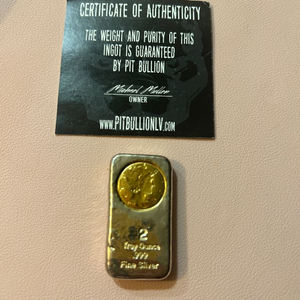 CERTIFICATE OF AUTHENTICITY
THE WEIGHT AND PURITY OF THIS
INGOT IS GUARANTEED
BY PIT BULLION
OWNER
WWW.PITBULLIONLV.COM
2
Troy Ounce
.999
Fine Silver